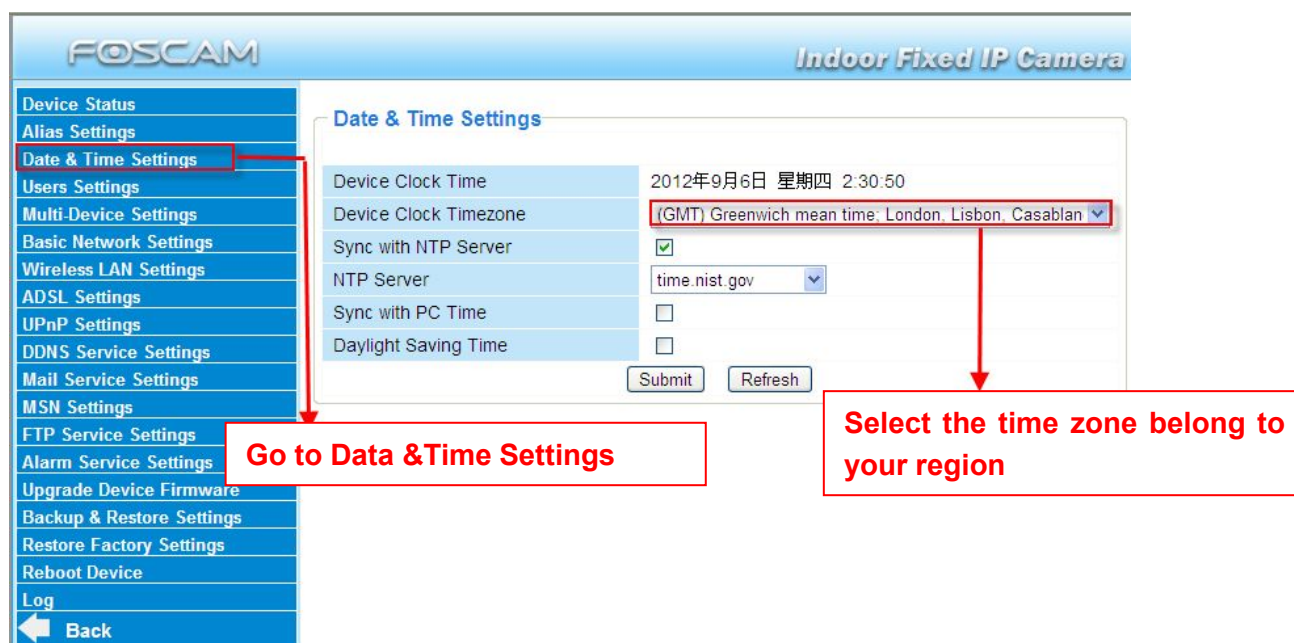 FOSCAM
Indoor Fixed IP Camera
Device Status
Alias Settings
Date & Time Settings
Users Settings
Multi-Device Settings
Basic Network Settings
Wireless LAN Settings
ADSL Settings
UPnP Settings
DDNS Service Settings
Mail Service Settings
MSN Settings
FTP Service Settings
Alarm Service Settings
Upgrade Device Firmware
Backup & Restore Settings
Restore Factory Settings
Reboot Device
Log
Back
Date & Time Settings
Device Clock Time 2012年9月6日 星期四 2:30:50
Device Clock Timezone (GMT) Greenwich mean time; London, Lisbon, Casablan
Sync with NTP Server
NTP Server time.nist.gov
Sync with PC Time
Daylight Saving Time
Submit Refresh
Go to Data &Time Settings
Select the time zone belong to
your region